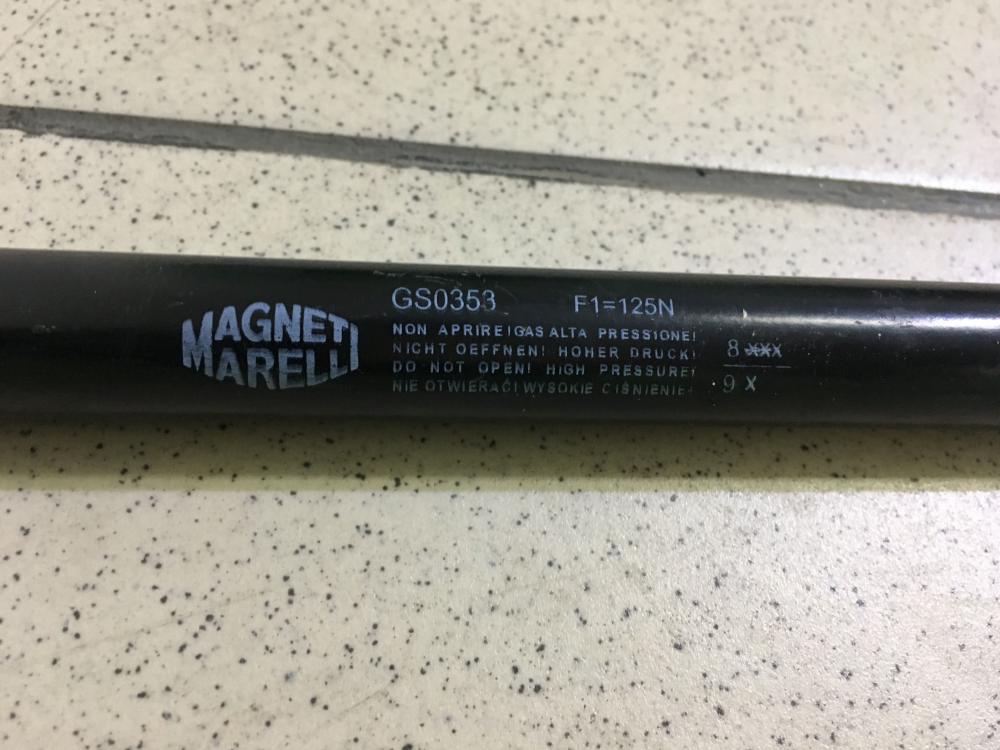 MAGNETI
MARELLI
GS0353 F1=125N
NON APRIRE! GAS ALTA PRESSIONE!
NICHT OEFFNEN! HOHER DRUCK!
DO NOT OPEN! HIGH PRESSURE!
NIE OTWIERAĆ! WYSOKIE CIŚNIENIE!
8 xxx
9 x